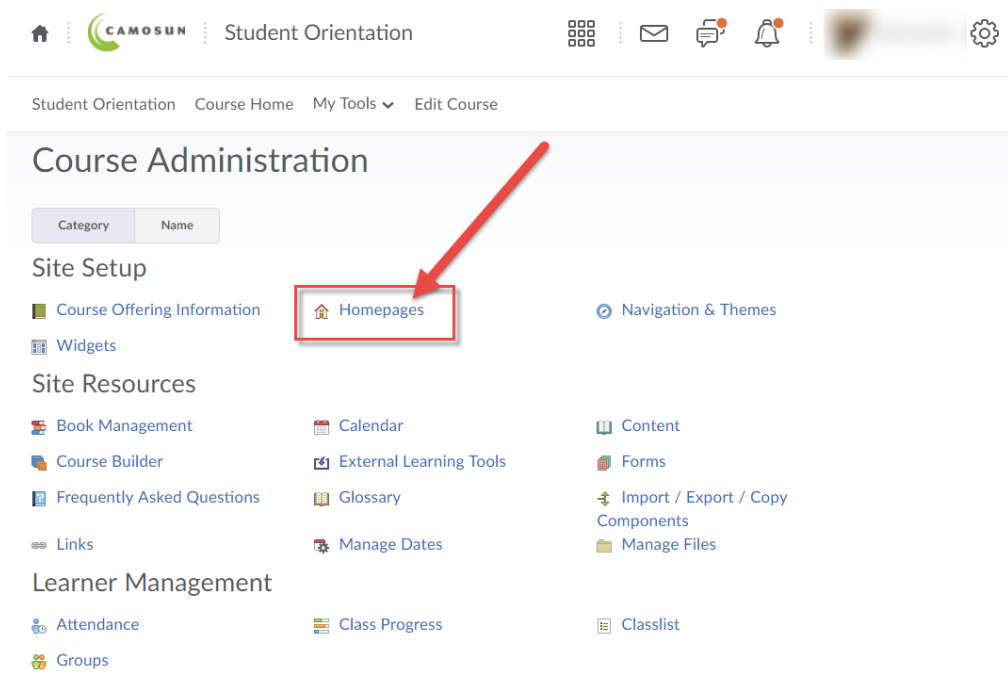 CAMOSUN Student Orientation
Student Orientation Course Home My Tools Edit Course
Course Administration
Category Name
Site Setup
Course Offering Information Homepages Navigation & Themes
Widgets
Site Resources
Book Management Calendar Content
Course Builder External Learning Tools Forms
Frequently Asked Questions Glossary Import / Export / Copy
Components
Links Manage Dates Manage Files
Learner Management
Attendance Class Progress Classlist
Groups